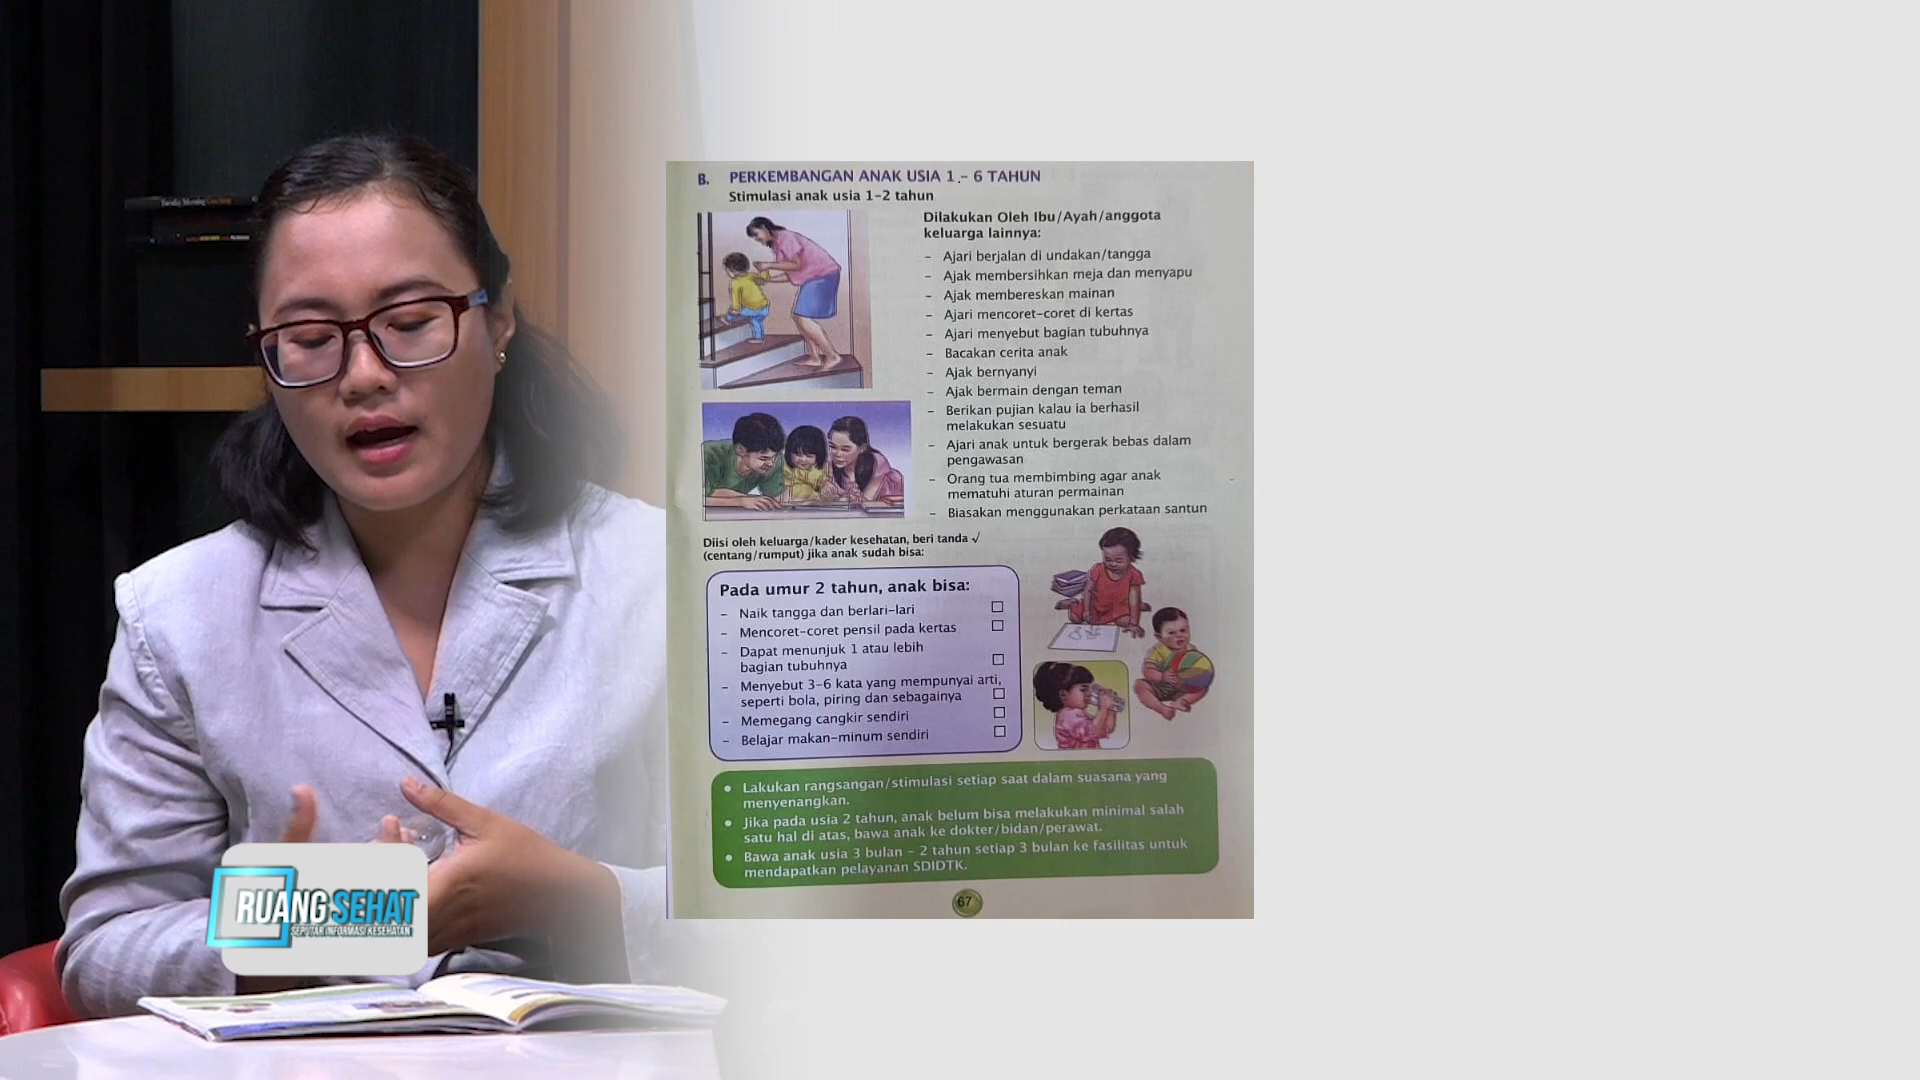 B. PERKEMBANGAN ANAK USIA 1 - 6 TAHUN
Stimulasi anak usia 1-2 tahun
Dilakukan Oleh Ibu/Ayah/anggota
keluarga lainnya:
- Ajari berjalan di undakan/tangga
- Ajak membersihkan meja dan menyapu
- Ajak membereskan mainan
- Ajari mencoret-coret di kertas
- Ajari menyebut bagian tubuhnya
- Bacakan cerita anak
- Ajak bernyanyi
- Ajak bermain dengan teman
- Berikan pujian kalau ia berhasil
melakukan sesuatu
- Ajari anak untuk bergerak bebas dalam
pengawasan
- Orang tua membimbing agar anak
mematuhi aturan permainan
- Biasakan menggunakan perkataan santun
Diisi oleh keluarga/kader kesehatan, beri tanda √
(centang/rumput) jika anak sudah bisa:
Pada umur 2 tahun, anak bisa:
- Naik tangga dan berlari-lari
- Mencoret-coret pensil pada kertas
- Dapat menunjuk 1 atau lebih
bagian tubuhnya
- Menyebut 3-6 kata yang mempunyai arti,
seperti bola, piring dan sebagainya
- Memegang cangkir sendiri
- Belajar makan-minum sendiri
• Lakukan rangsangan/stimulasi setiap saat dalam suasana yang
menyenangkan.
• Jika pada usia 2 tahun, anak belum bisa melakukan minimal salah
satu hal di atas, bawa anak ke dokter/bidan/perawat.
• Bawa anak usia 3 bulan - 2 tahun setiap 3 bulan ke fasilitas untuk
mendapatkan pelayanan SDIDTK.
67
RUANG SEHAT
SEPUTAR INFORMASI KESEHATAN